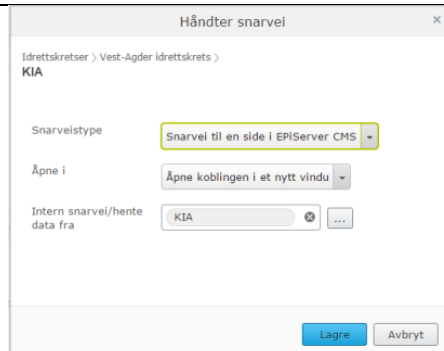 Håndter snarvei
Idrettskretser > Vest-Agder idrettskrets >
KIA
Snarveistype
Snarvei til en side i EPiServer CMS
Åpne i
Åpne koblingen i et nytt vindu
Intern snarvei/hente
data fra
KIA
...
Lagre
Avbryt